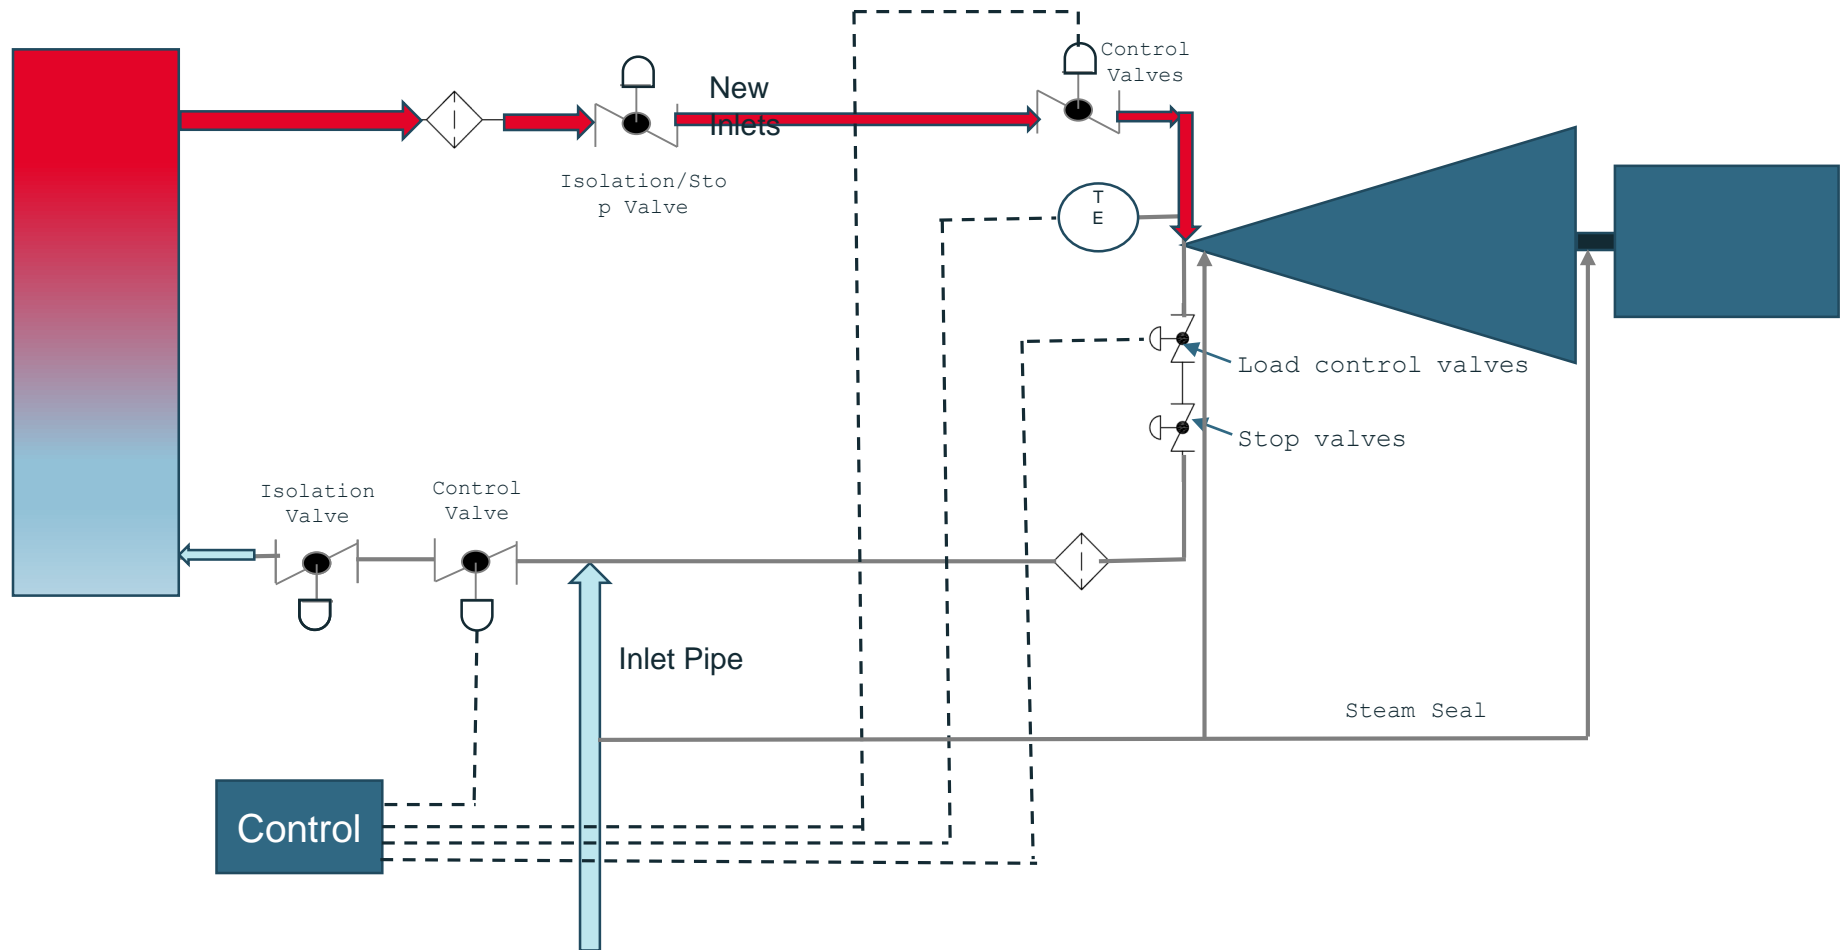 Control
Valves
New
Inlets
Isolation/Sto
p Valve
T
E
Load control valves
Stop valves
Isolation
Valve
Control
Valve
Inlet Pipe
Steam Seal
Control